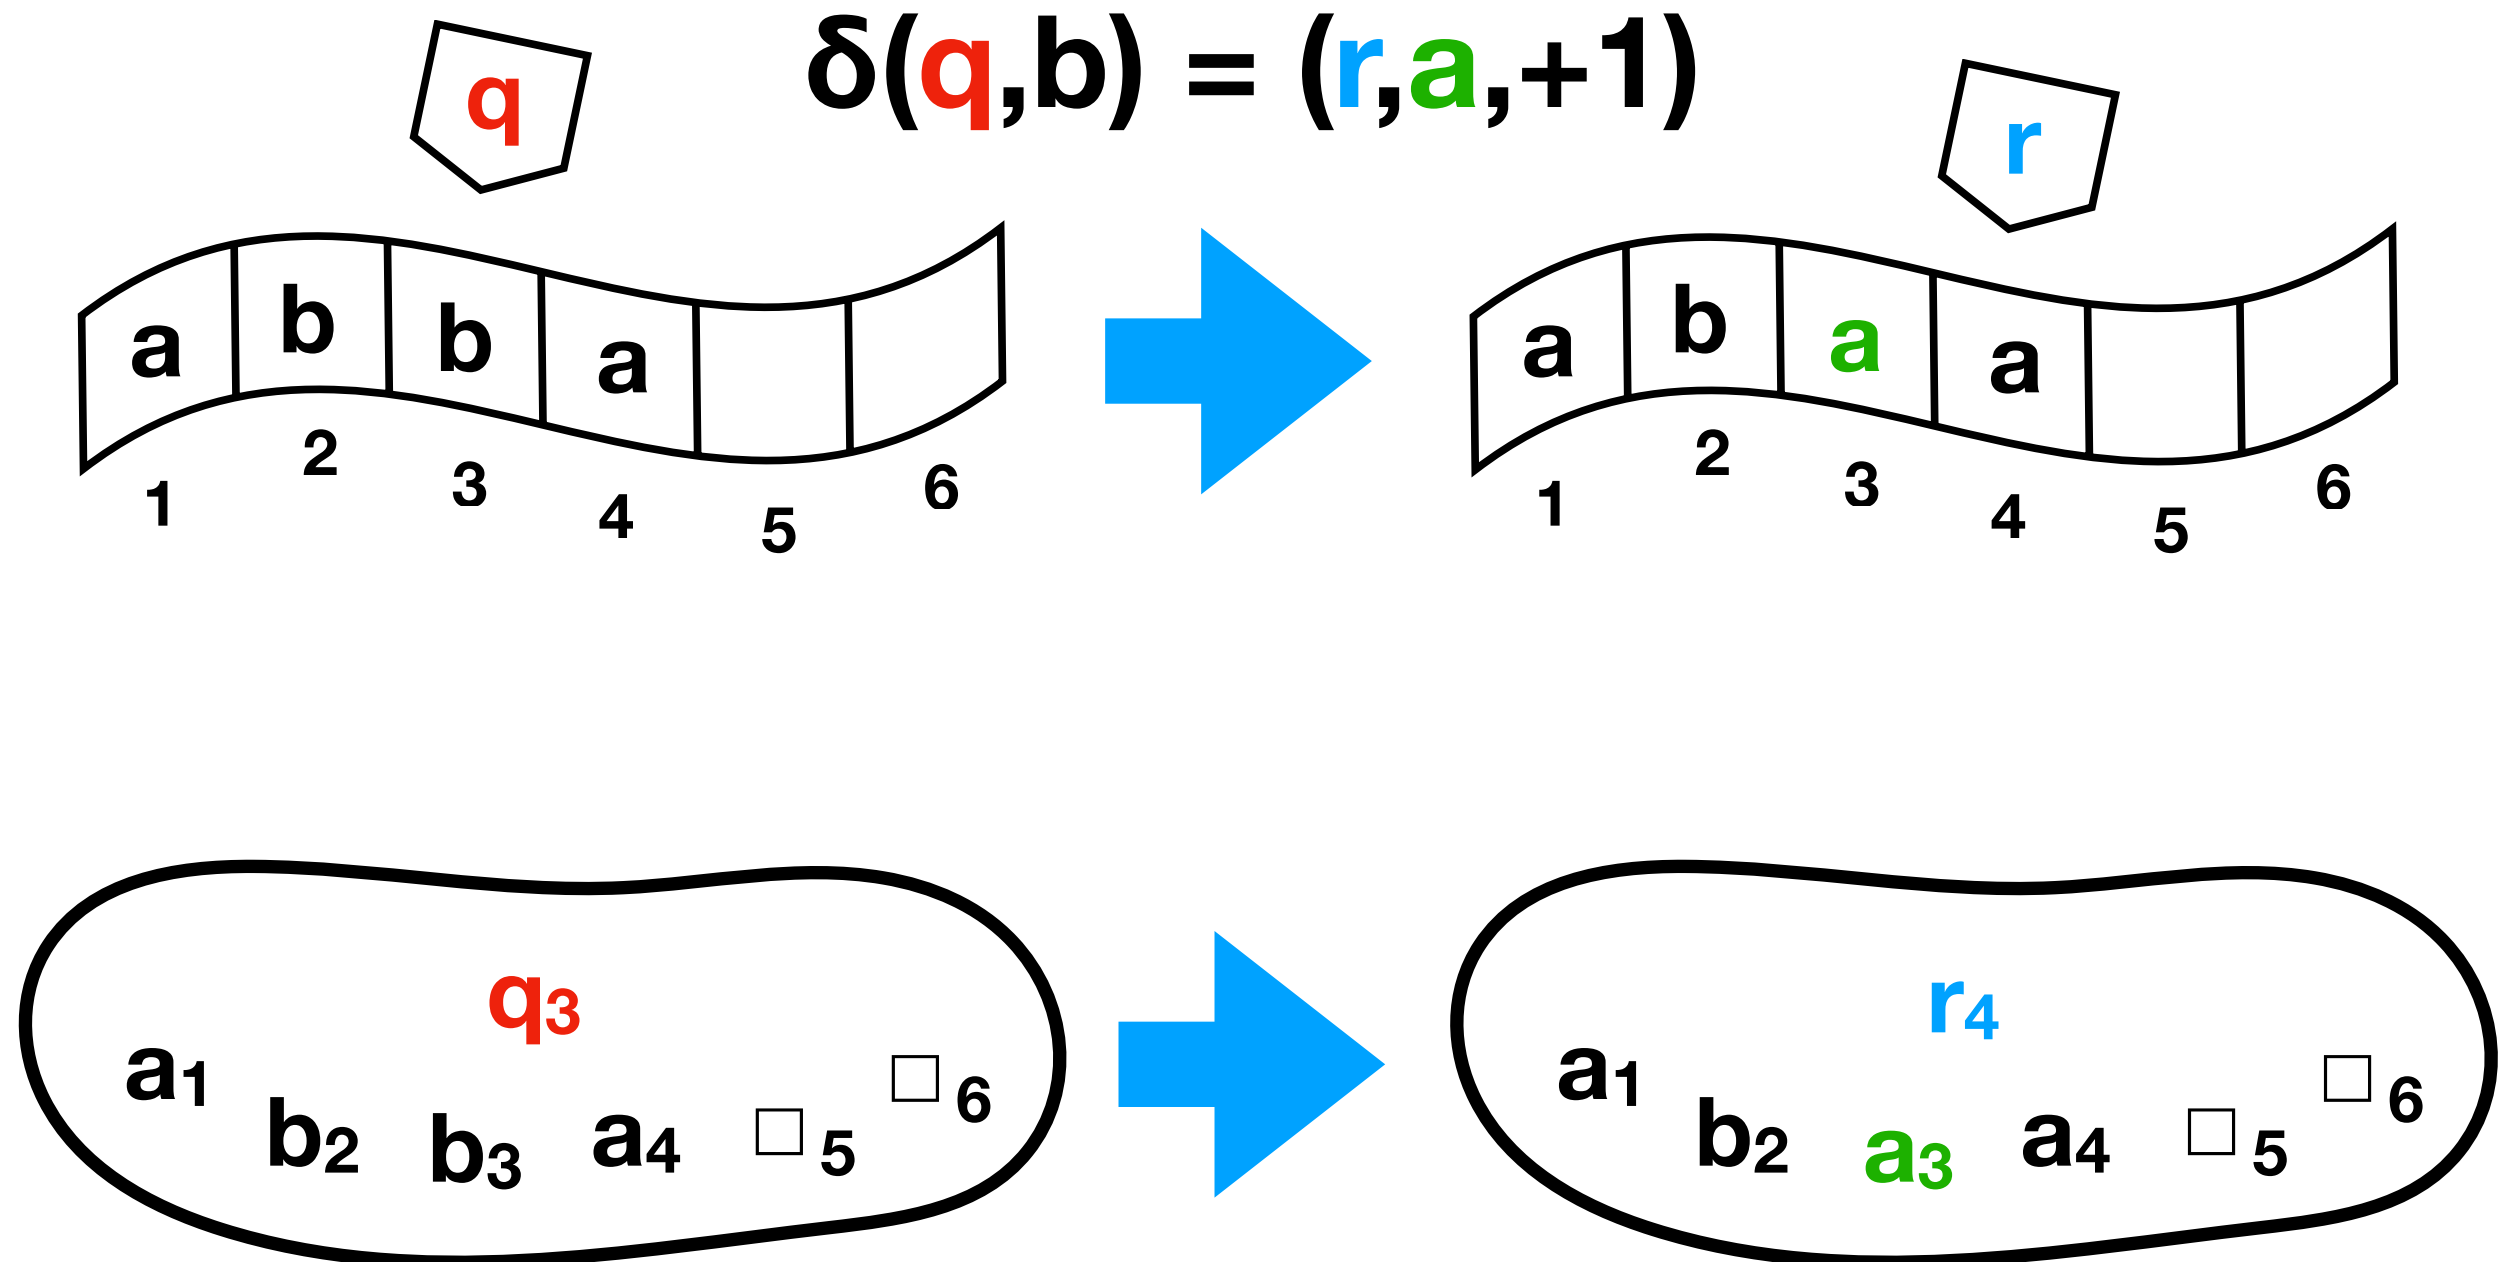 δ(q,b) = (r,a,+1)
q
r
a b b a
1 2 3 4 5 6
a b a a
1 2 3 4 5 6
q3
a1 b2 b3 a4 □5 □6
r4
a1 b2 a3 a4 □5 □6